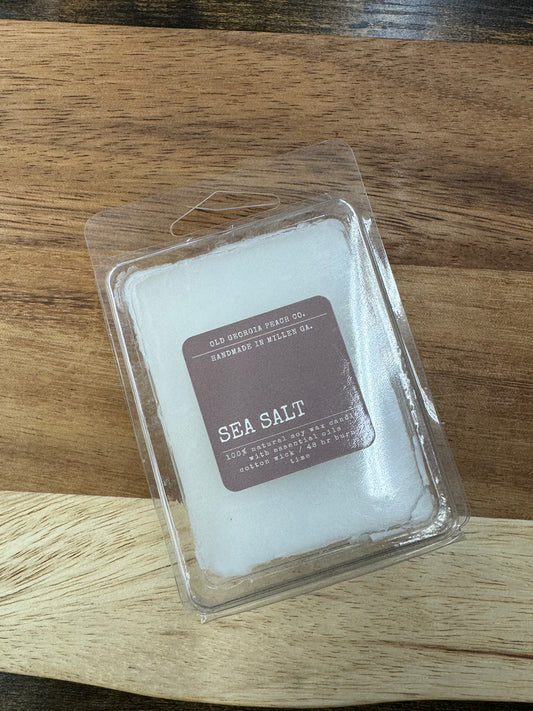 OLD GEORGIA PEACH CO.
HANDMADE IN MILLEN GA.
SEA SALT
100% natural soy wax candle
with essential oils
cotton wick / 48 hr burn
time